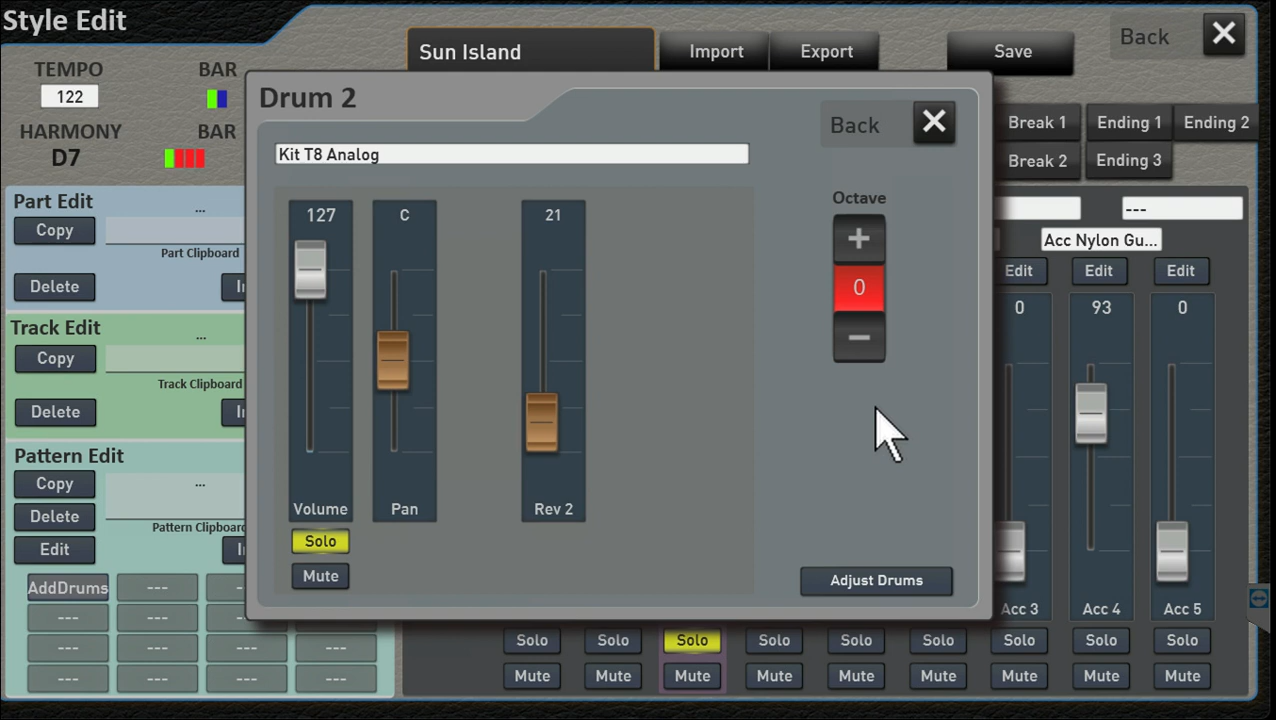 Style Edit
Sun Island
Import
Export
Save
Back
TEMPO
BAR
122
HARMONY
BAR
D7
Break 1
Ending 1
Ending 2
Break 2
Ending 3
Drum 2
Back
Kit T8 Analog
127
C
21
Volume
Pan
Rev 2
Solo
Mute
Octave
+
0
−
Adjust Drums
Part Edit
...
Copy
Part Clipboard
Delete
Track Edit
...
Copy
Track Clipboard
Delete
Pattern Edit
...
Copy
Delete
Pattern Clipboard
Edit
AddDrums
---
--- --- --- ---
--- --- --- ---
--- --- --- ---
---
Acc Nylon Gu...
Edit Edit Edit
0 93 0
Acc 3 Acc 4 Acc 5
Solo Solo Solo Solo Solo Solo Solo Solo Solo
Mute Mute Mute Mute Mute Mute Mute Mute Mute